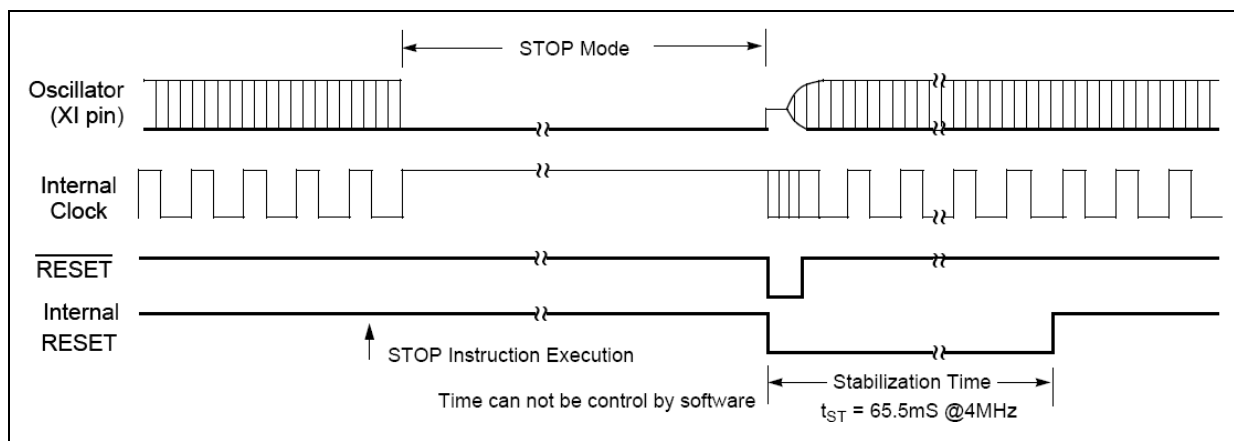 STOP Mode
Oscillator
(XI pin)
Internal
Clock
RESET
Internal
RESET
STOP Instruction Execution
Time can not be control by software
Stabilization Time
tST = 65.5mS @4MHz